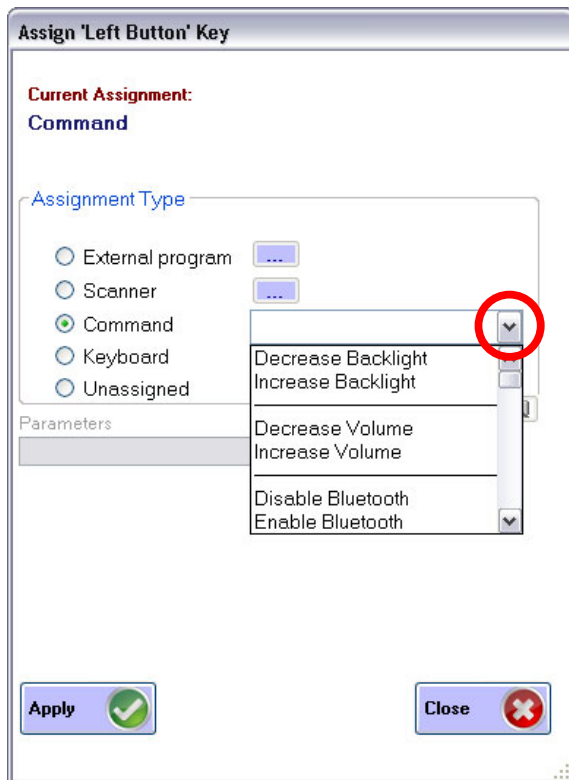 Assign 'Left Button' Key
Current Assignment:
Command
Assignment Type
External program ...
Scanner ...
Command
Keyboard
Unassigned
Decrease Backlight
Increase Backlight
Decrease Volume
Increase Volume
Disable Bluetooth
Enable Bluetooth
Parameters
Apply
Close